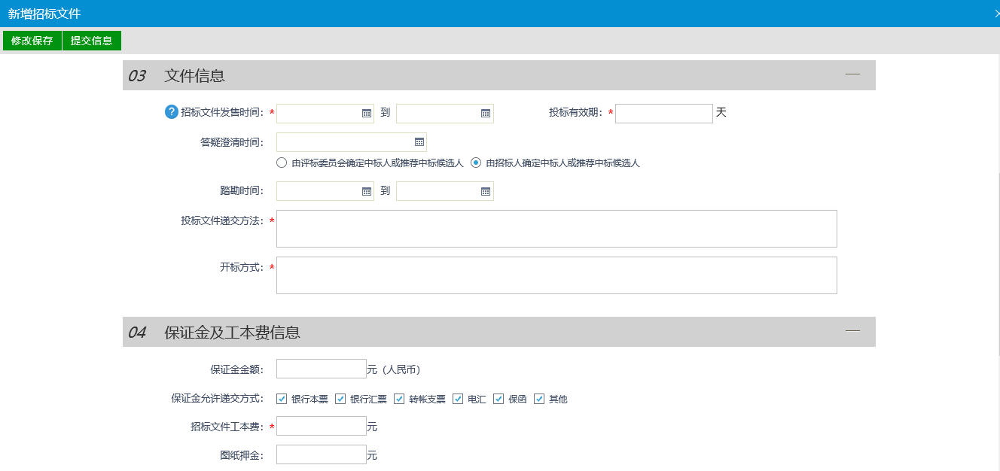 新增招标文件
修改保存 提交信息
03 文件信息
招标文件发售时间: * 到 投标有效期: * 天
答疑澄清时间:
由评标委员会确定中标人或推荐中标候选人 由招标人确定中标人或推荐中标候选人
踏勘时间: 到
投标文件递交方法: *
开标方式: *
04 保证金及工本费信息
保证金金额: 元（人民币）
保证金允许递交方式: 银行本票 银行汇票 转帐支票 电汇 保函 其他
招标文件工本费: * 元
图纸押金: 元